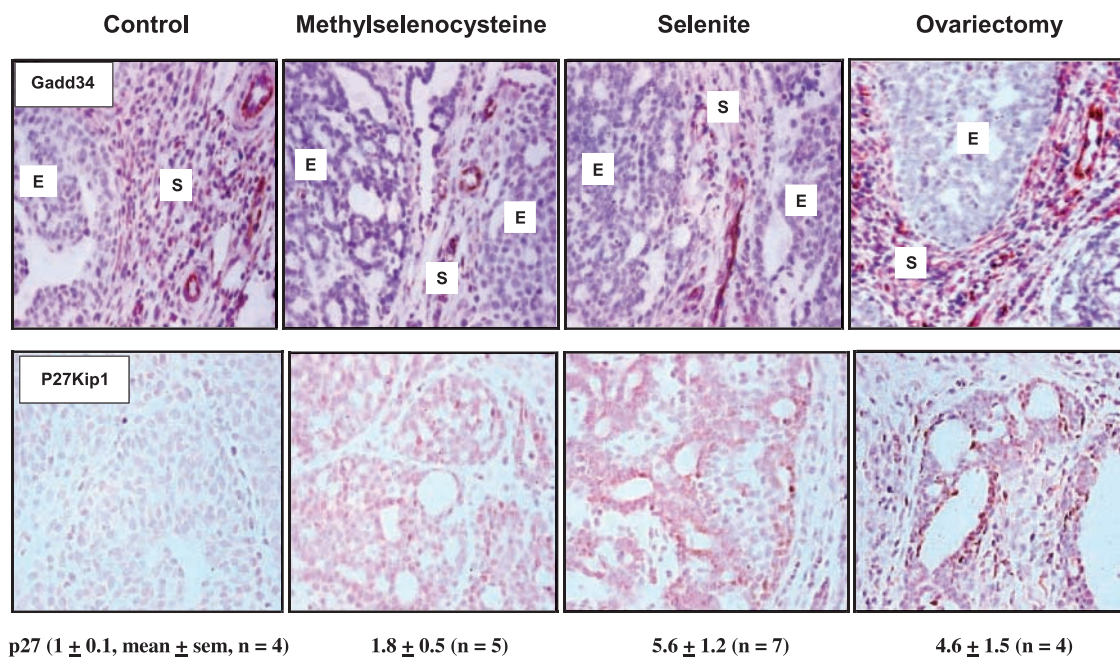 Control Methylselenocysteine Selenite Ovariectomy
Gadd34
E S E S E E S E E S
P27Kip1
p27 (1 ± 0.1, mean ± sem, n = 4) 1.8 ± 0.5 (n = 5) 5.6 ± 1.2 (n = 7) 4.6 ± 1.5 (n = 4)